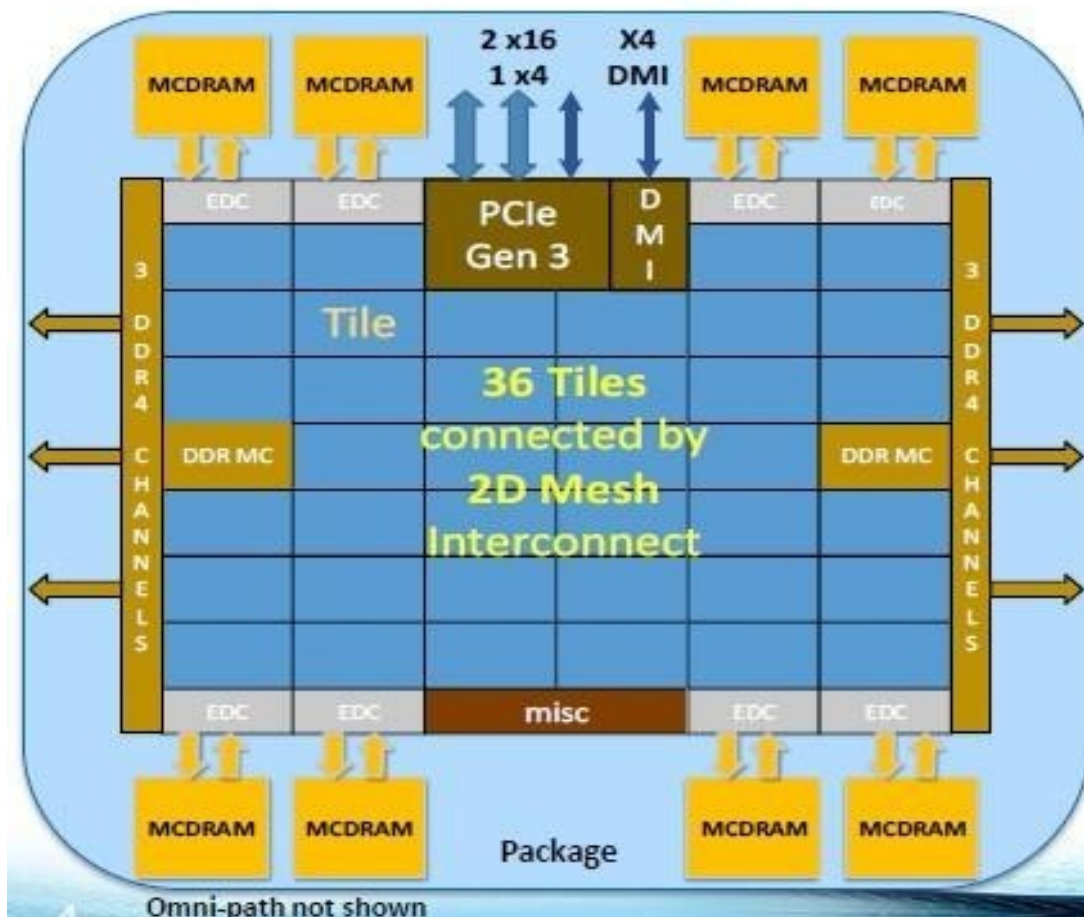 2 x16
1 x4
X4
DMI
MCDRAM
MCDRAM
MCDRAM
MCDRAM
EDC
EDC
PCIe
Gen 3
D
M
I
EDC
EDC
3 DDR4 CHANNELS
Tile
3 DDR4 CHANNELS
36 Tiles
connected by
2D Mesh
Interconnect
DDR MC
DDR MC
EDC
EDC
misc
EDC
EDC
MCDRAM
MCDRAM
MCDRAM
MCDRAM
Package
Omni-path not shown